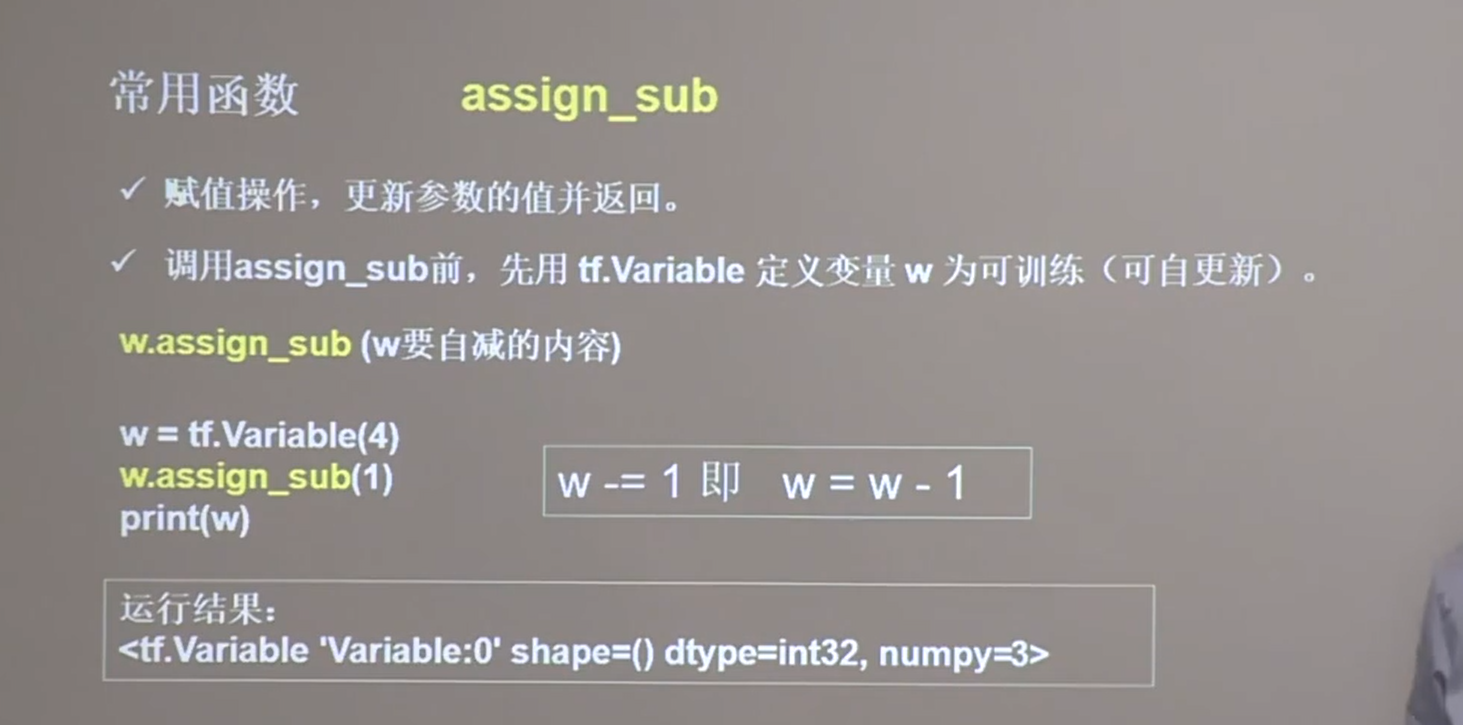 常用函数 assign_sub
✓ 赋值操作，更新参数的值并返回。
✓ 调用assign_sub前，先用 tf.Variable 定义变量 w 为可训练（可自更新）。
w.assign_sub (w要自减的内容)
w = tf.Variable(4)
w.assign_sub(1)
print(w)
w -= 1 即 w = w - 1
运行结果：
<tf.Variable 'Variable:0' shape=() dtype=int32, numpy=3>